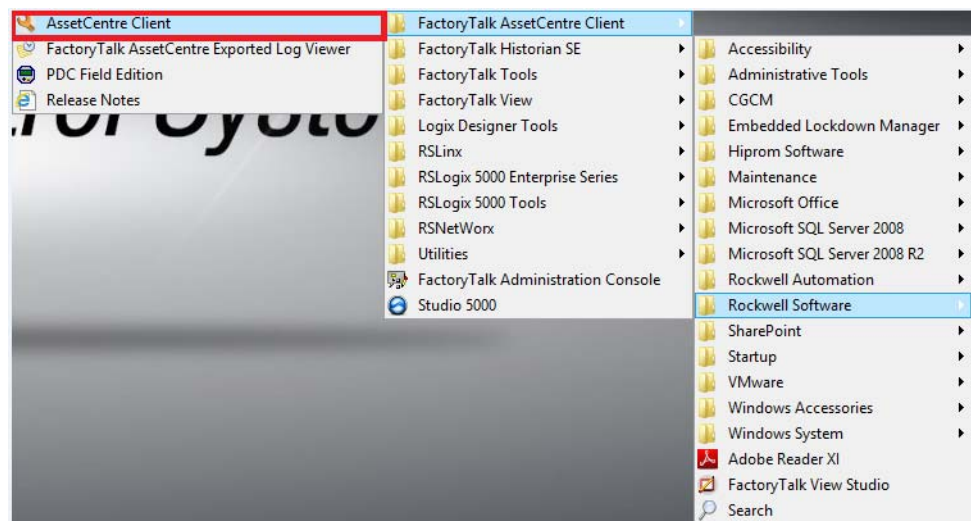 AssetCentre Client
FactoryTalk AssetCentre Exported Log Viewer
PDC Field Edition
Release Notes
FactoryTalk AssetCentre Client
FactoryTalk Historian SE
FactoryTalk Tools
FactoryTalk View
Logix Designer Tools
RSLinx
RSLogix 5000 Enterprise Series
RSLogix 5000 Tools
RSNetWorx
Utilities
FactoryTalk Administration Console
Studio 5000
Accessibility
Administrative Tools
CGCM
Embedded Lockdown Manager
Hiprom Software
Maintenance
Microsoft Office
Microsoft SQL Server 2008
Microsoft SQL Server 2008 R2
Rockwell Automation
Rockwell Software
SharePoint
Startup
VMware
Windows Accessories
Windows System
Adobe Reader XI
FactoryTalk View Studio
Search